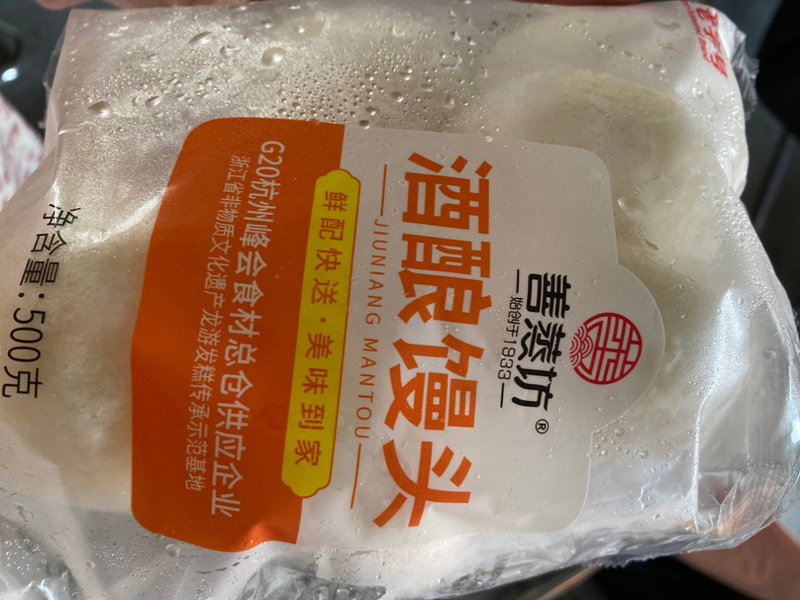 善蒸坊®
始创于1933
酒酿馒头
JIUNIANG MANTOU
鲜配快送·美味到家
G20杭州峰会食材总仓供应企业
浙江省非物质文化遗产龙游发糕传承示范基地
净含量:500克